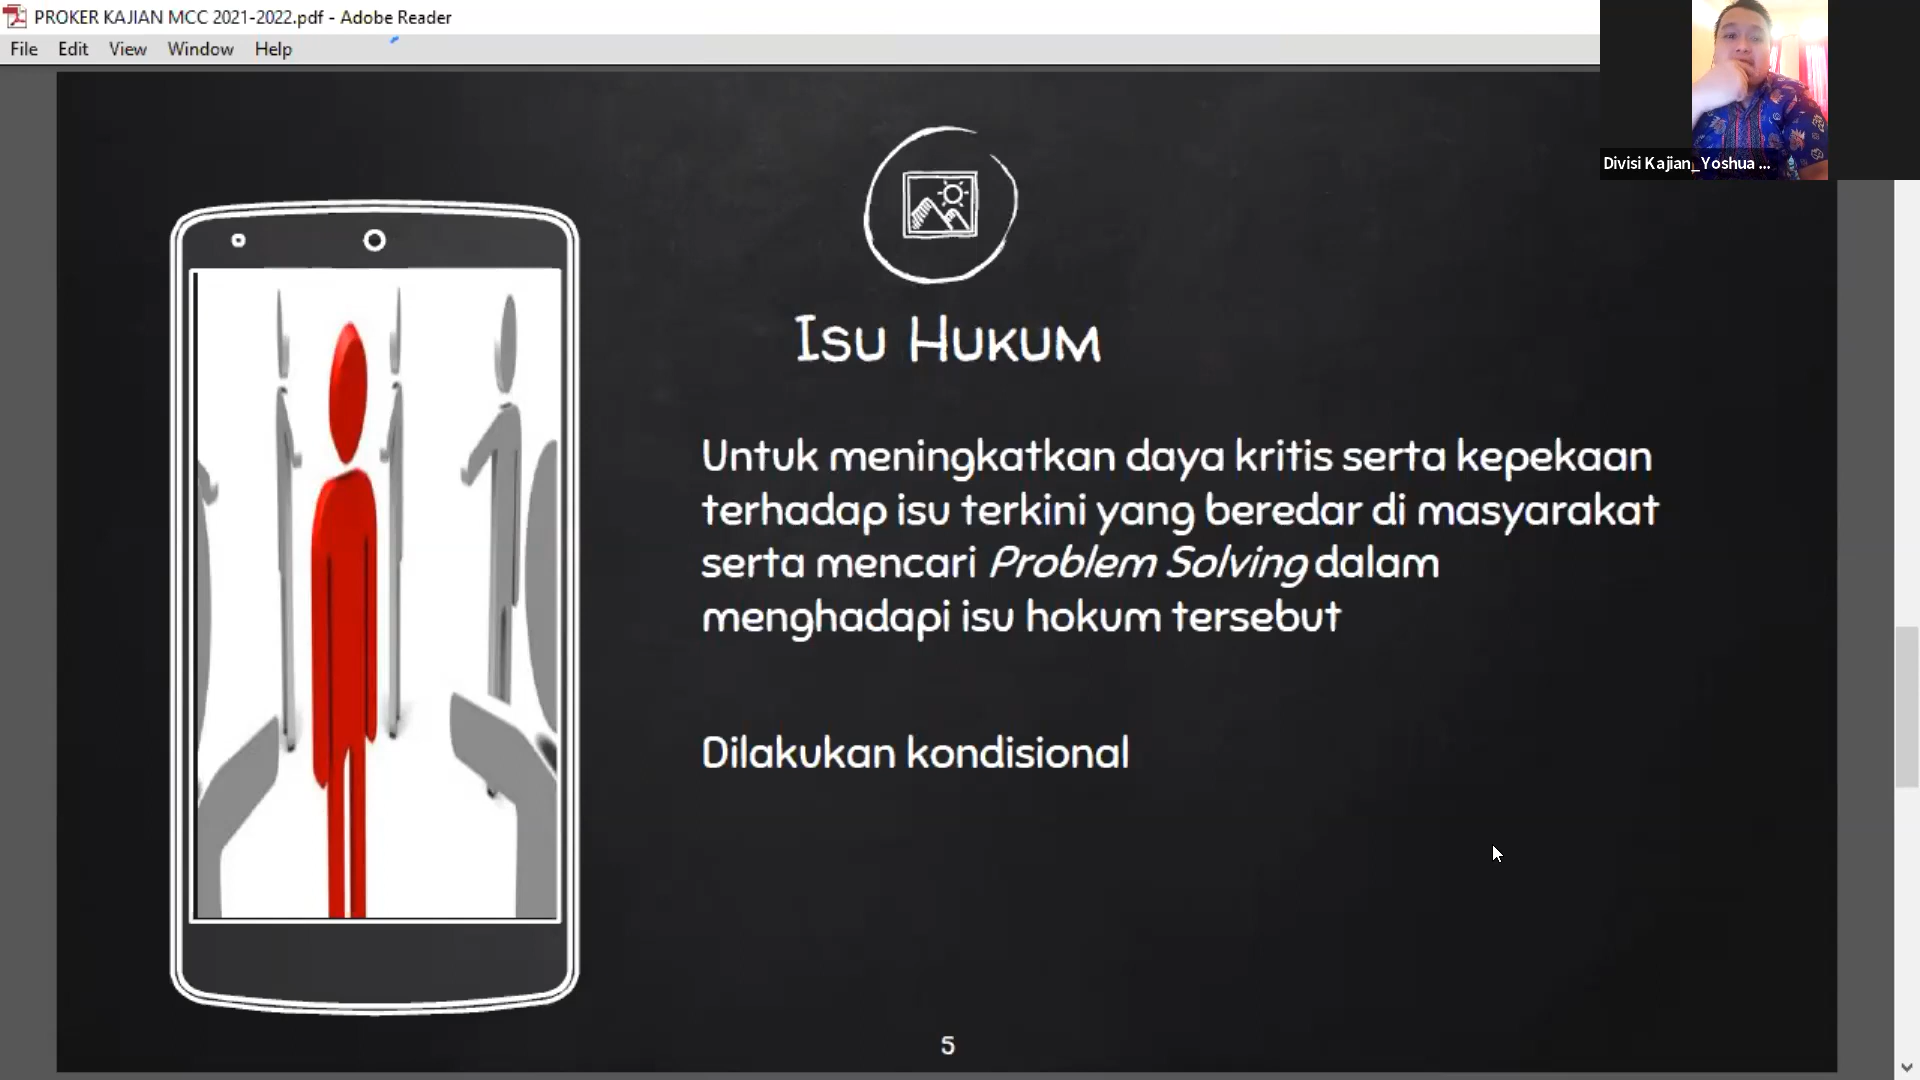 PROKER KAJIAN MCC 2021-2022.pdf - Adobe Reader
File Edit View Window Help
Divisi Kajian_Yoshua ...
Isu Hukum
Untuk meningkatkan daya kritis serta kepekaan
terhadap isu terkini yang beredar di masyarakat
serta mencari Problem Solving dalam
menghadapi isu hokum tersebut
Dilakukan kondisional
5